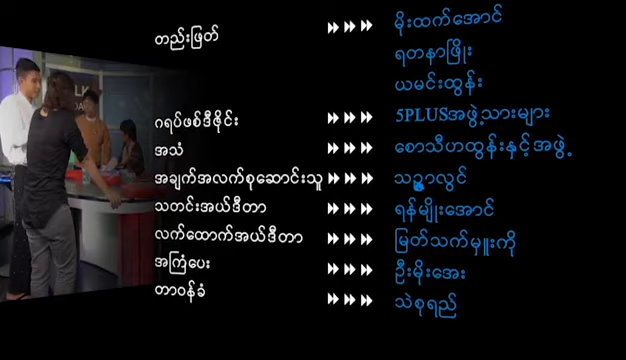 တည်းဖြတ် မိုးထက်အောင်
ရတနာဖြိုး
ယမင်းထွန်း
ဂရပ်ဖစ်ဒီဇိုင်း 5PLUSအဖွဲ့သားများ
အသံ စောသီဟထွန်းနှင့်အဖွဲ့
အချက်အလက်စုဆောင်းသူ သဉ္ဇာလွင်
သတင်းအယ်ဒီတာ ရန်မျိုးအောင်
လက်ထောက်အယ်ဒီတာ မြတ်သက်မှူးကို
အကြံပေး ဦးမိုးအေး
တာဝန်ခံ သဲစုရည်